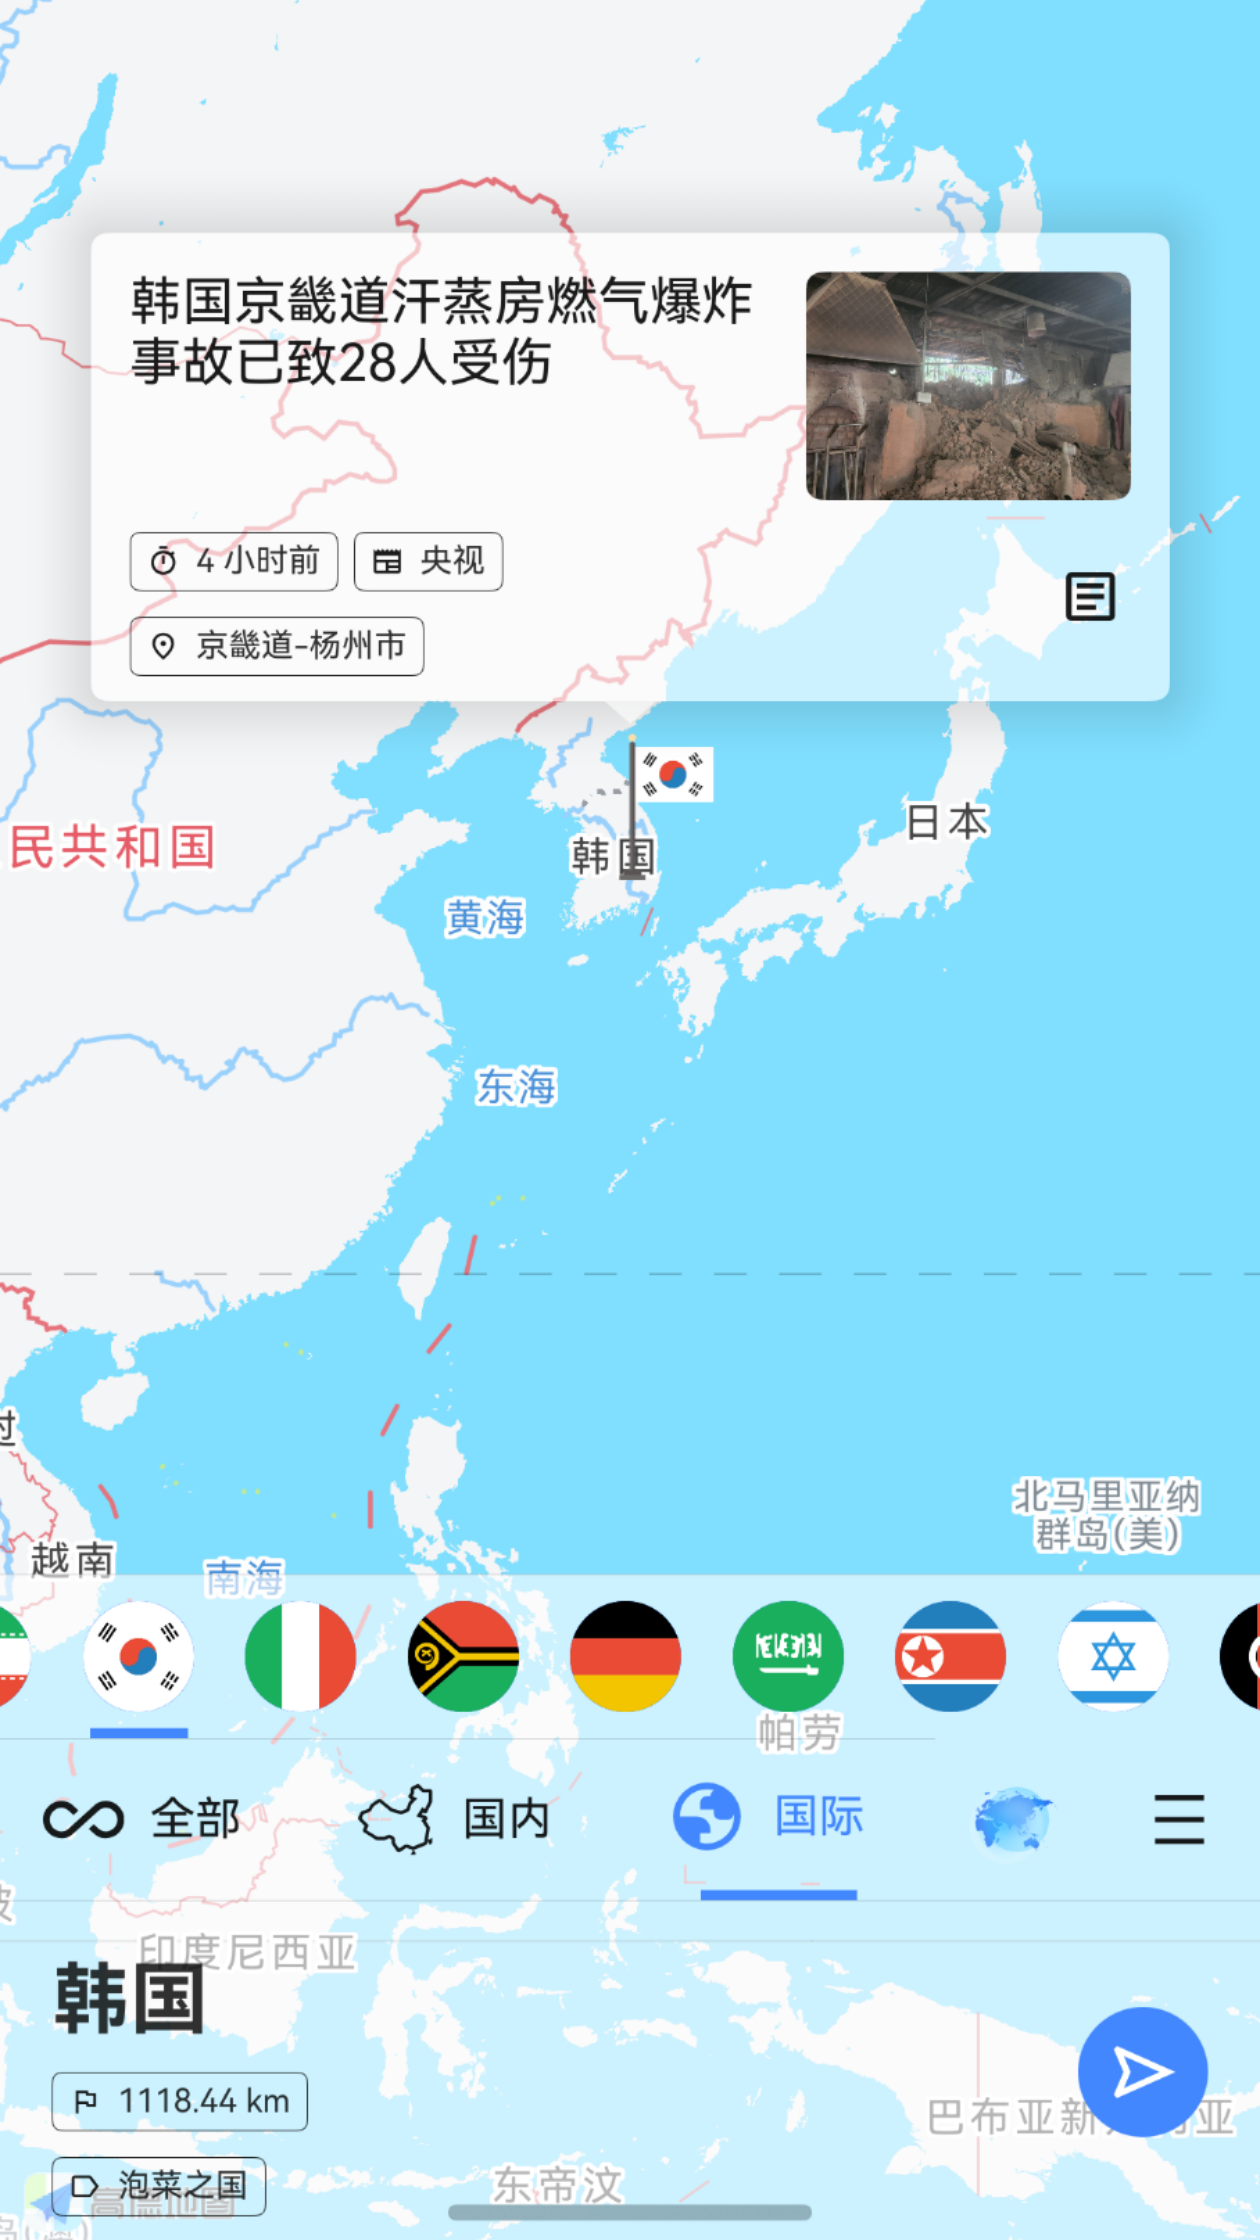 韩国京畿道汗蒸房燃气爆炸
事故已致28人受伤
4 小时前
央视
京畿道-杨州市
民共和国
韩国
日本
黄海
东海
北马里亚纳
群岛(美)
越南
南海
帕劳
全部
国内
国际
印度尼西亚
韩国
1118.44 km
巴布亚新
亚
泡菜之国
高德地图
东帝汶